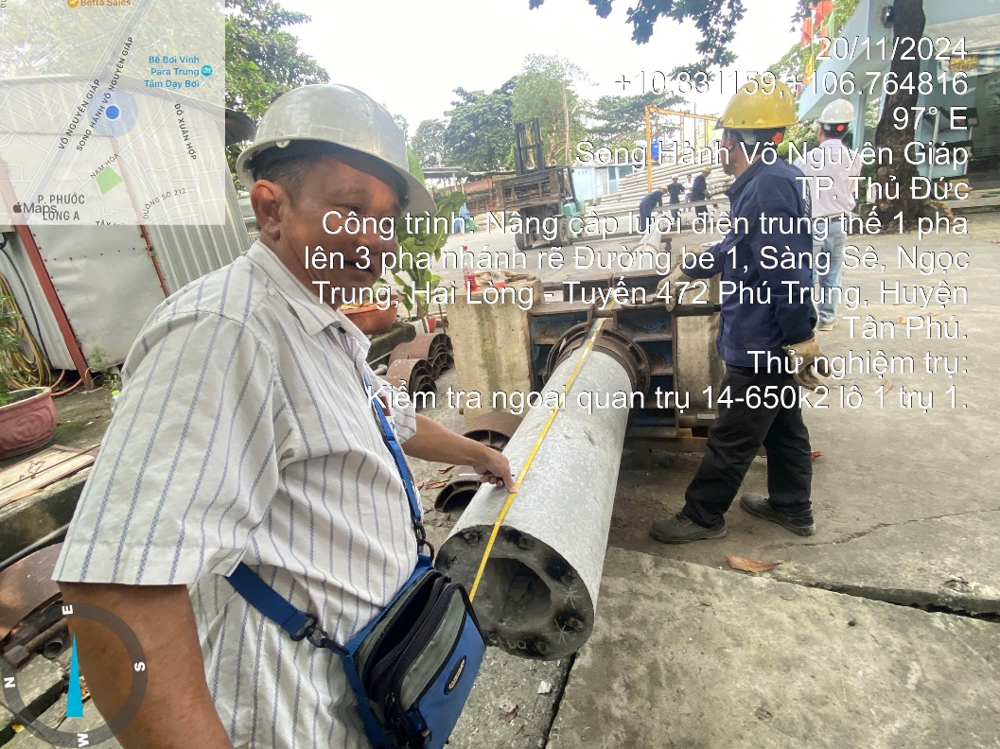 Betta Sales
Bể Bơi Vinh
Para Trung
Tâm Dạy Bơi
VÕ NGUYÊN GIÁP
SONG HÀNH VÕ NGUYÊN GIÁP
ĐỖ XUÂN HỢP
NAM HÒA
ĐƯỜNG SỐ 212
P. PHƯỚC
LONG A
Maps
20/11/2024
+10.831159,+106.764816
97° E
Song Hành Võ Nguyên Giáp
TP. Thủ Đức
Công trình: Nâng cấp lưới điện trung thế 1 pha
lên 3 pha nhánh rẽ Đường be 1, Sàng Sê, Ngọc
Trung, Hai Lòng - Tuyến 472 Phú Trung, Huyện
Tân Phú.
Thử nghiệm trụ:
Kiểm tra ngoại quan trụ 14-650k2 lô 1 trụ 1.
E
N
S
W